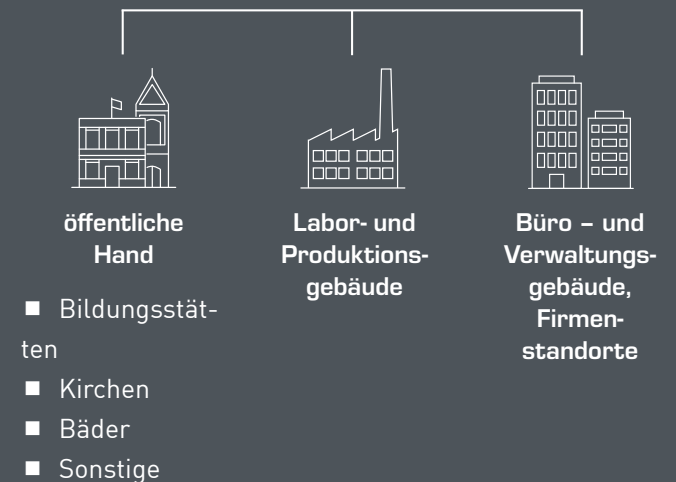 öffentliche
Hand
■ Bildungsstät-
ten
■ Kirchen
■ Bäder
■ Sonstige
Labor- und
Produktions-
gebäude
Büro – und
Verwaltungs-
gebäude,
Firmen-
standorte